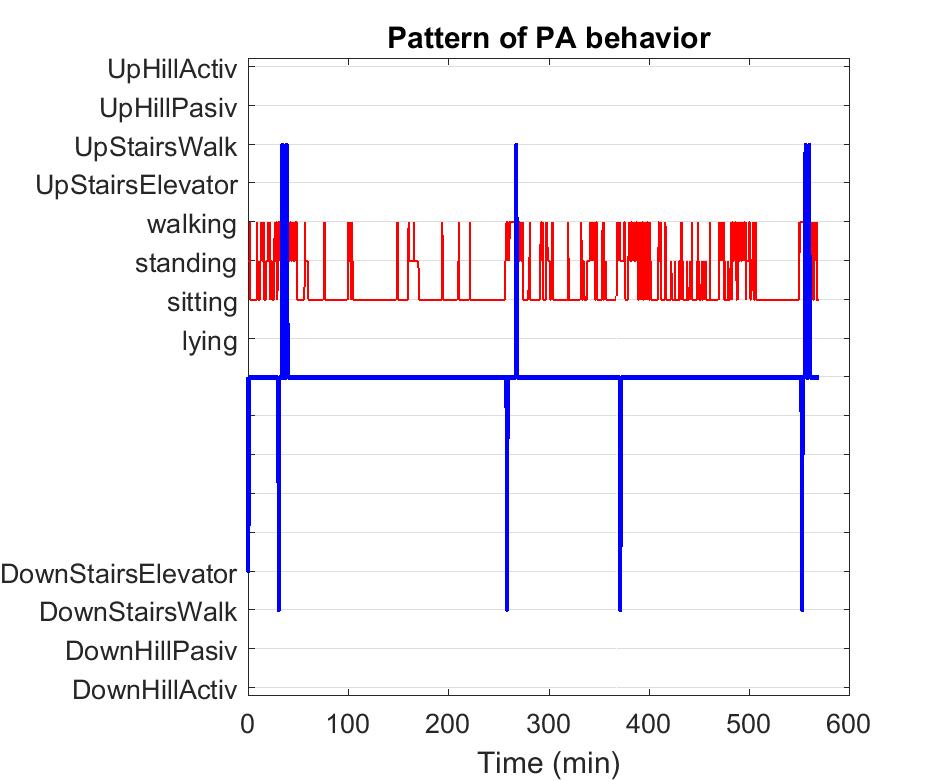 Pattern of PA behavior
UpHillActiv
UpHillPasiv
UpStairsWalk
UpStairsElevator
walking
standing
sitting
lying
DownStairsElevator
DownStairsWalk
DownHillPasiv
DownHillActiv
0 100 200 300 400 500 600
Time (min)